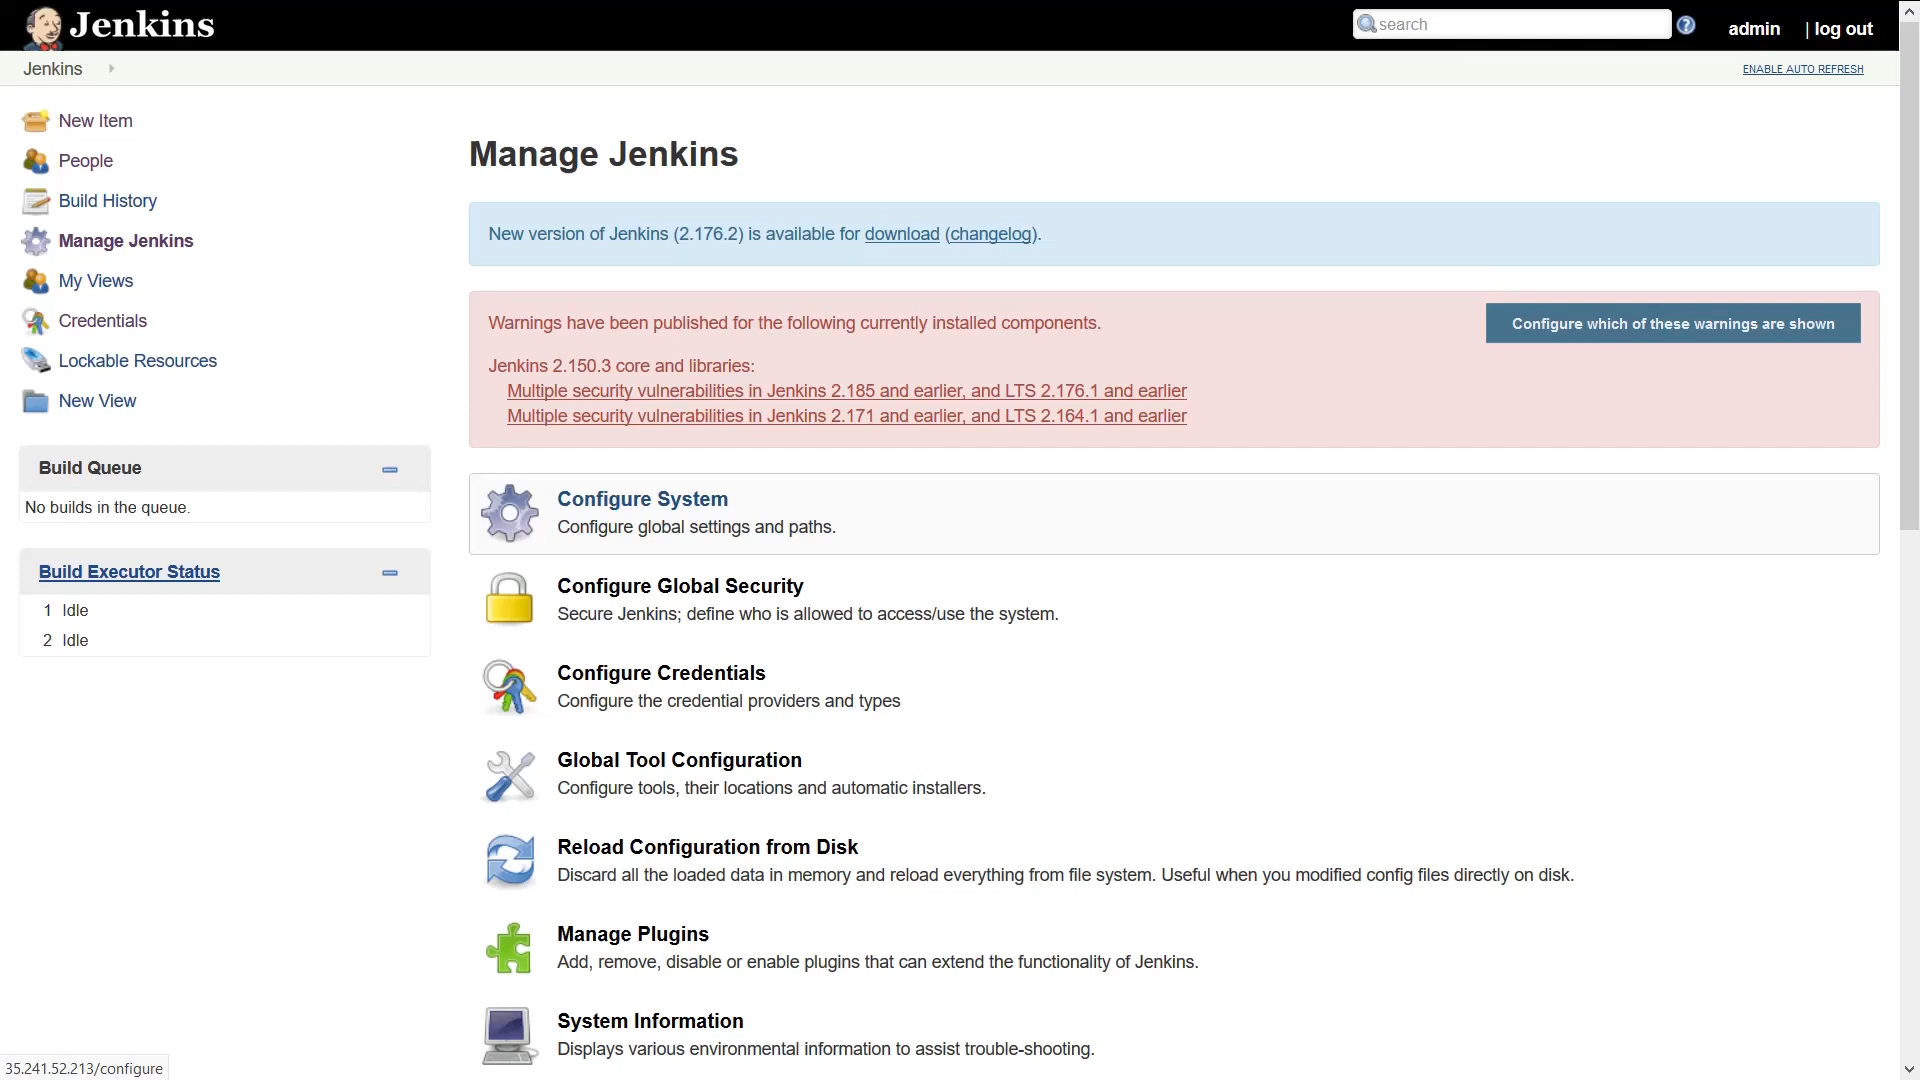 Jenkins
search
admin
| log out
Jenkins
ENABLE AUTO REFRESH
New Item
People
Build History
Manage Jenkins
My Views
Credentials
Lockable Resources
New View
Build Queue
No builds in the queue.
Build Executor Status
1 Idle
2 Idle
Manage Jenkins
New version of Jenkins (2.176.2) is available for download (changelog).
Warnings have been published for the following currently installed components.
Configure which of these warnings are shown
Jenkins 2.150.3 core and libraries:
Multiple security vulnerabilities in Jenkins 2.185 and earlier, and LTS 2.176.1 and earlier
Multiple security vulnerabilities in Jenkins 2.171 and earlier, and LTS 2.164.1 and earlier
Configure System
Configure global settings and paths.
Configure Global Security
Secure Jenkins; define who is allowed to access/use the system.
Configure Credentials
Configure the credential providers and types
Global Tool Configuration
Configure tools, their locations and automatic installers.
Reload Configuration from Disk
Discard all the loaded data in memory and reload everything from file system. Useful when you modified config files directly on disk.
Manage Plugins
Add, remove, disable or enable plugins that can extend the functionality of Jenkins.
System Information
Displays various environmental information to assist trouble-shooting.
35.241.52.213/configure